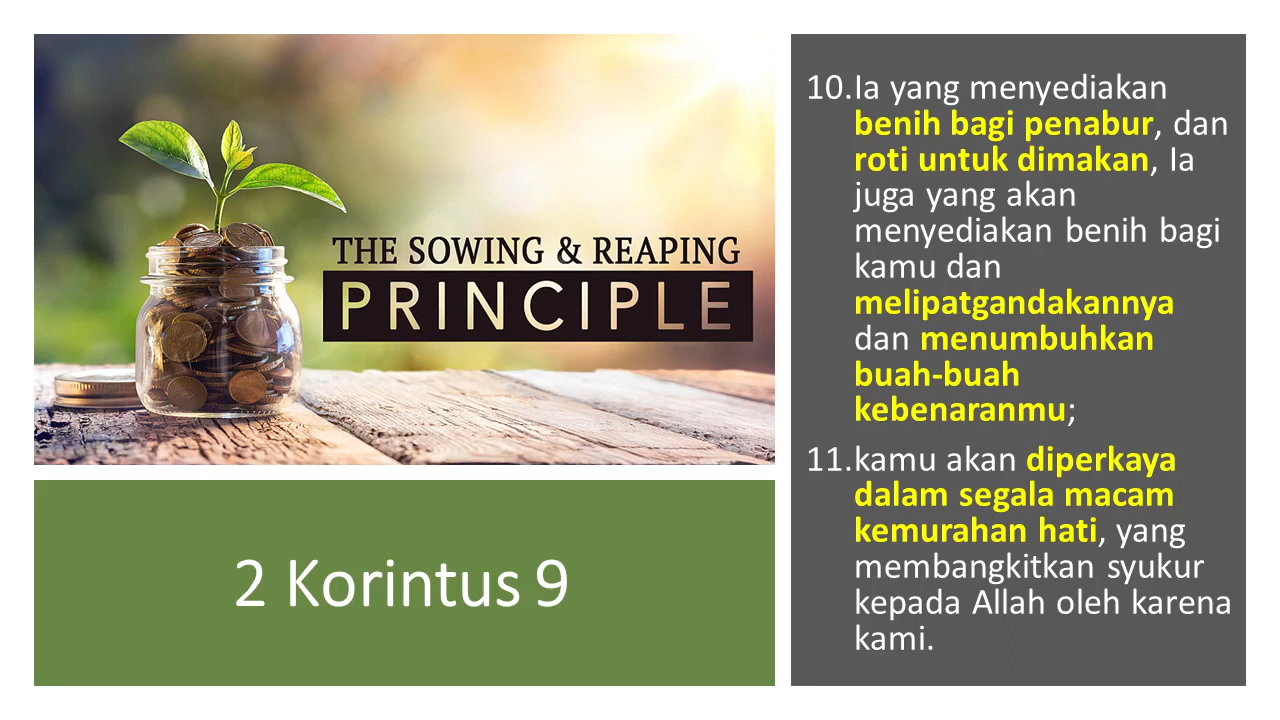 THE SOWING & REAPING
PRINCIPLE
2 Korintus 9
10.Ia yang menyediakan
benih bagi penabur, dan
roti untuk dimakan, Ia
juga yang akan
menyediakan benih bagi
kamu dan
melipatgandakannya
dan menumbuhkan
buah-buah
kebenaranmu;
11.kamu akan diperkaya
dalam segala macam
kemurahan hati, yang
membangkitkan syukur
kepada Allah oleh karena
kami.